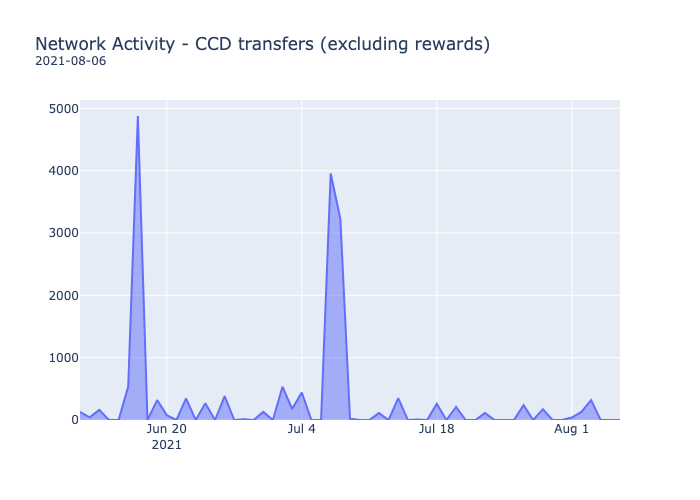 Network Activity - CCD transfers (excluding rewards)
2021-08-06
5000
4000
3000
2000
1000
0
Jun 20
2021
Jul 4
Jul 18
Aug 1